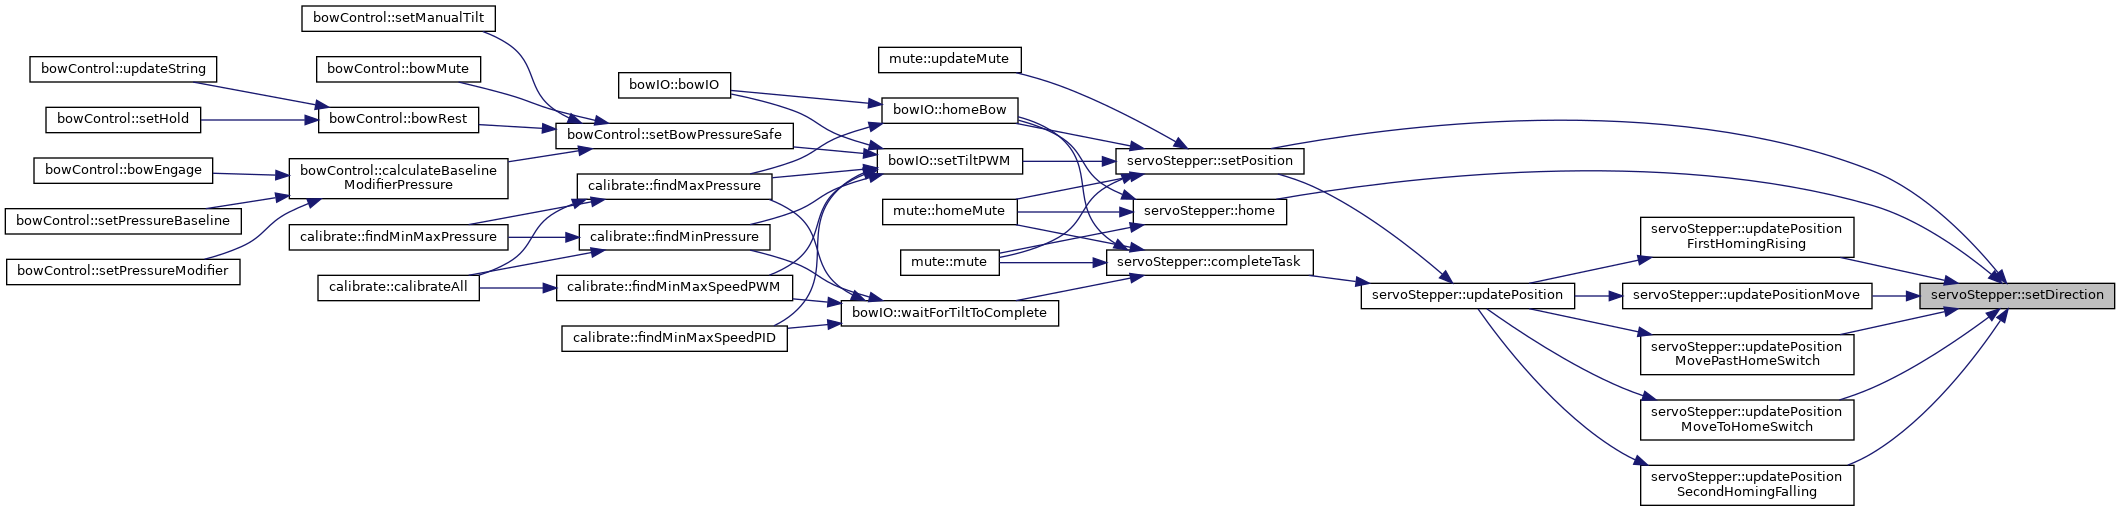 bowControl::setManualTilt
bowControl::updateString
bowControl::bowMute
bowControl::setHold
bowControl::bowRest
bowControl::bowEngage
bowControl::calculateBaseline
ModifierPressure
bowControl::setPressureBaseline
bowControl::setPressureModifier
calibrate::findMinMaxPressure
calibrate::calibrateAll
bowIO::bowIO
bowControl::setBowPressureSafe
calibrate::findMaxPressure
calibrate::findMinPressure
calibrate::findMinMaxSpeedPWM
calibrate::findMinMaxSpeedPID
mute::updateMute
bowIO::homeBow
bowIO::setTiltPWM
mute::homeMute
mute::mute
bowIO::waitForTiltToComplete
servoStepper::setPosition
servoStepper::home
servoStepper::completeTask
servoStepper::updatePosition
servoStepper::updatePosition
FirstHomingRising
servoStepper::updatePositionMove
servoStepper::updatePosition
MovePastHomeSwitch
servoStepper::updatePosition
MoveToHomeSwitch
servoStepper::updatePosition
SecondHomingFalling
servoStepper::setDirection